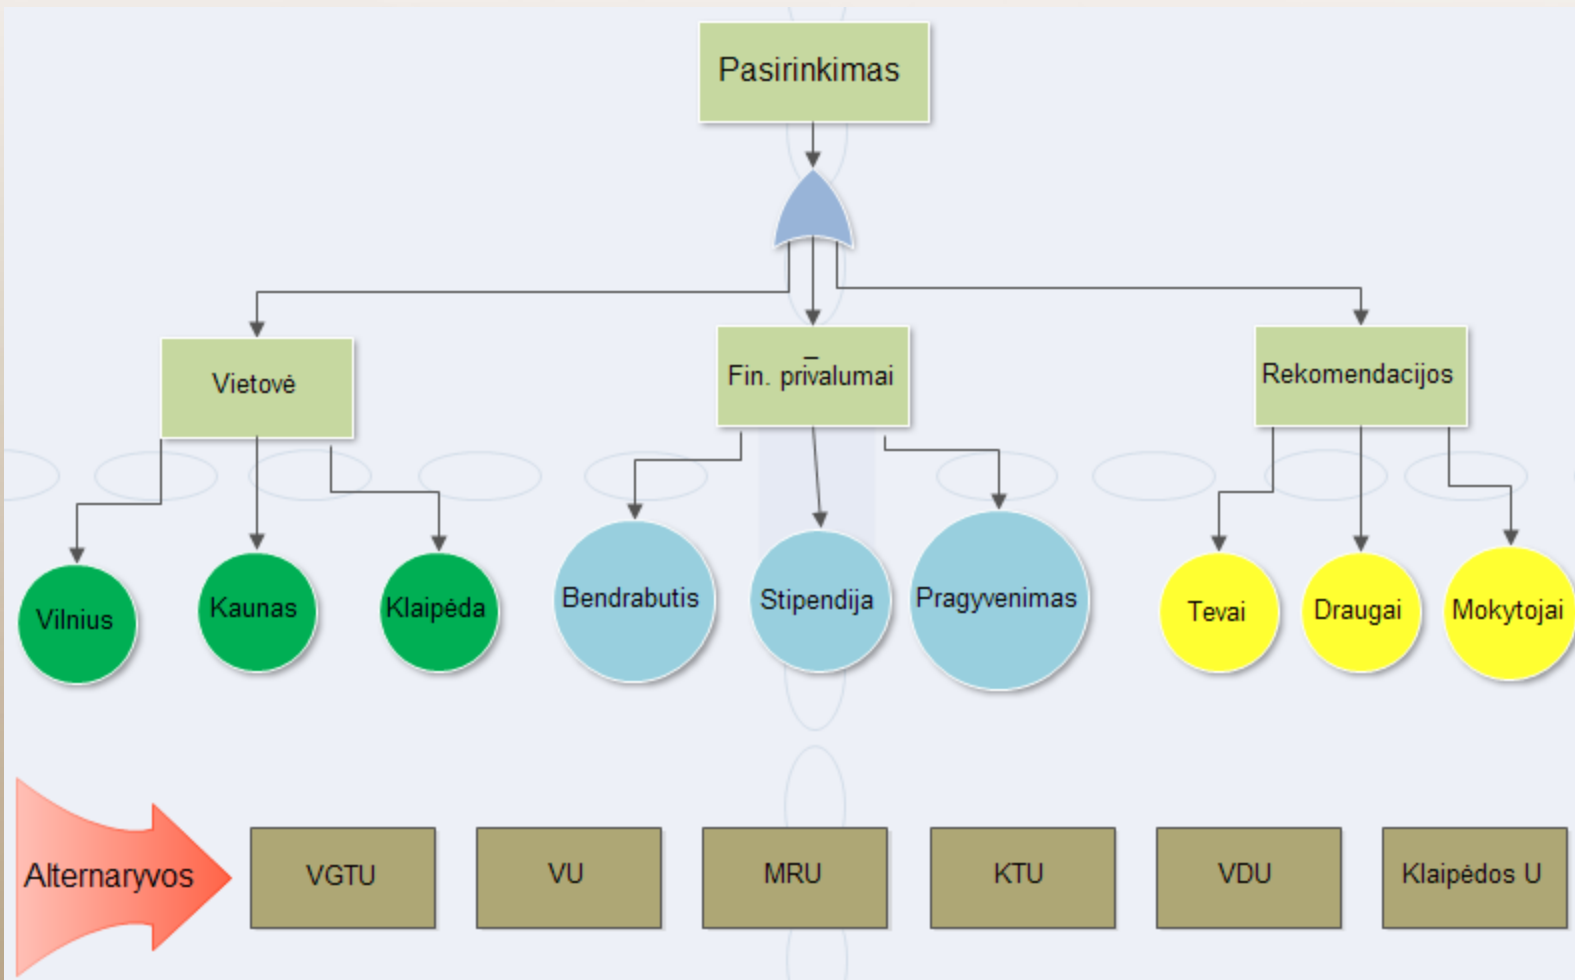 Pasirinkimas
Vietovė
Fin. privalumai
Rekomendacijos
Vilnius
Kaunas
Klaipėda
Bendrabutis
Stipendija
Pragyvenimas
Tevai
Draugai
Mokytojai
Alternaryvos
VGTU
VU
MRU
KTU
VDU
Klaipėdos U